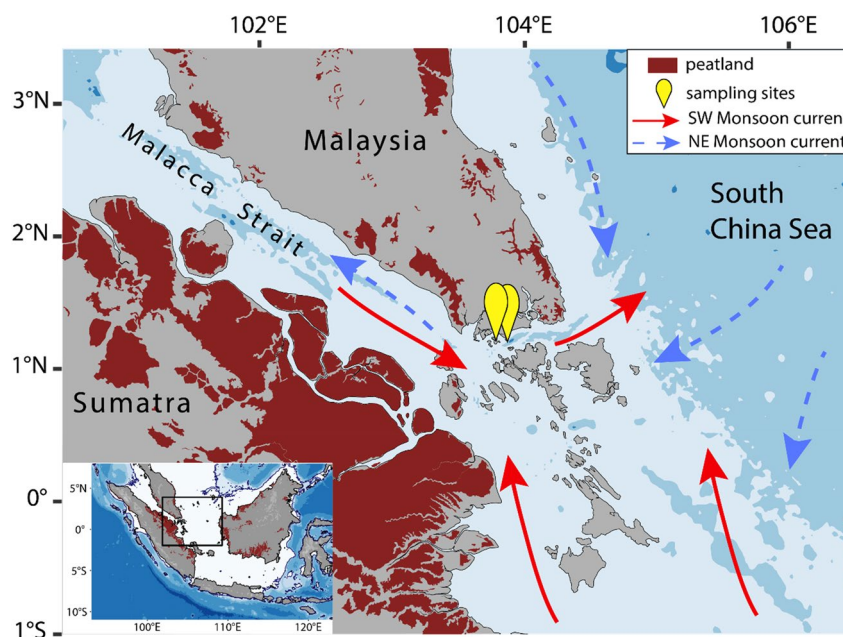 102°E
104°E
106°E
3°N
2°N
1°N
0°
1°S
peatland
sampling sites
SW Monsoon current
NE Monsoon current
Malaysia
Malacca Strait
South
China Sea
Sumatra
5°N
0°
5°S
10°S
100°E
110°E
120°E